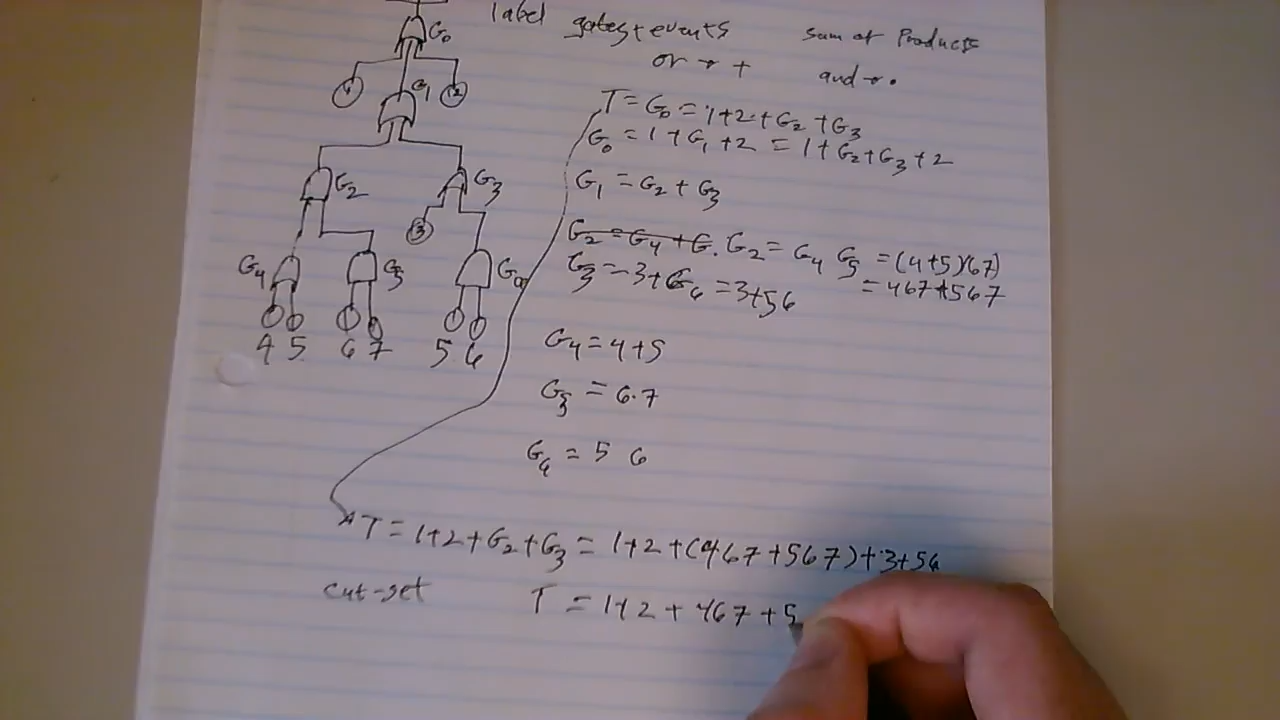 label gates+events sum of Products
or → + and → •
G0
1 G1 2
T = G0 = 1+2+G2+G3
G0 = 1+G1+2 = 1+G2+G3+2
G1 = G2 + G3
G2 G3
3
G2 = G4 + G. G2 = G4 G5 = (4+5)(67)
G3 = 3+G6 = 3+56 = 467+567
G4 G5 G6
4 5 6 7 5 6
G4 = 4+5
G5 = 6·7
G6 = 5 6
T = 1+2+G2+G3 = 1+2+(467+567)+3+56
cut-set T = 1+2+467+5